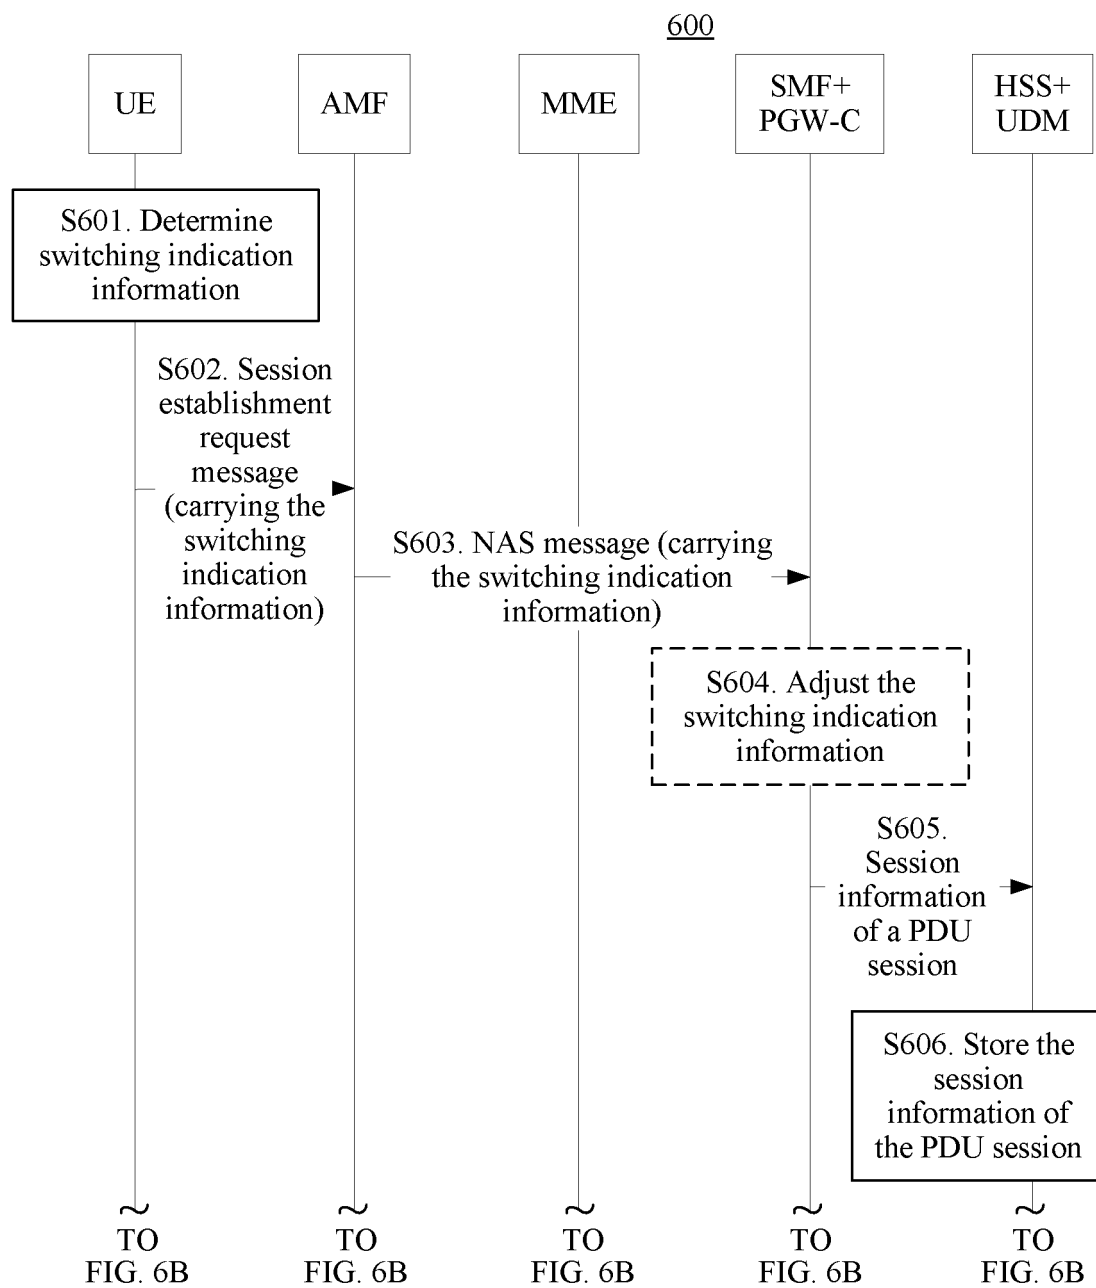 600
UE
AMF
MME
SMF+
PGW-C
HSS+
UDM
S601. Determine
switching indication
information
S602. Session
establishment
request
message
(carrying the
switching
indication
information)
S603. NAS message (carrying
the switching indication
information)
S604. Adjust the
switching indication
information
S605.
Session
information
of a PDU
session
S606. Store the
session
information of
the PDU session
TO
FIG. 6B
TO
FIG. 6B
TO
FIG. 6B
TO
FIG. 6B
TO
FIG. 6B